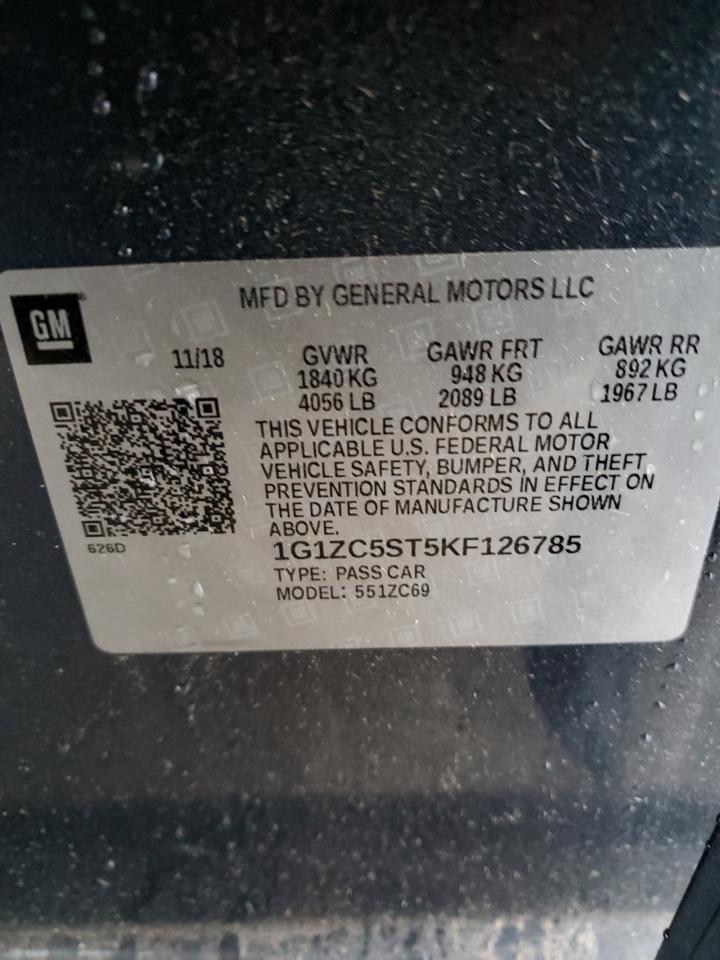 GM
MFD BY GENERAL MOTORS LLC
11/18
GVWR GAWR FRT GAWR RR
1840 KG 948 KG 892 KG
4056 LB 2089 LB 1967 LB
THIS VEHICLE CONFORMS TO ALL
APPLICABLE U.S. FEDERAL MOTOR
VEHICLE SAFETY, BUMPER, AND THEFT
PREVENTION STANDARDS IN EFFECT ON
THE DATE OF MANUFACTURE SHOWN
ABOVE.
626D
1G1ZC5ST5KF126785
TYPE: PASS CAR
MODEL: 551ZC69